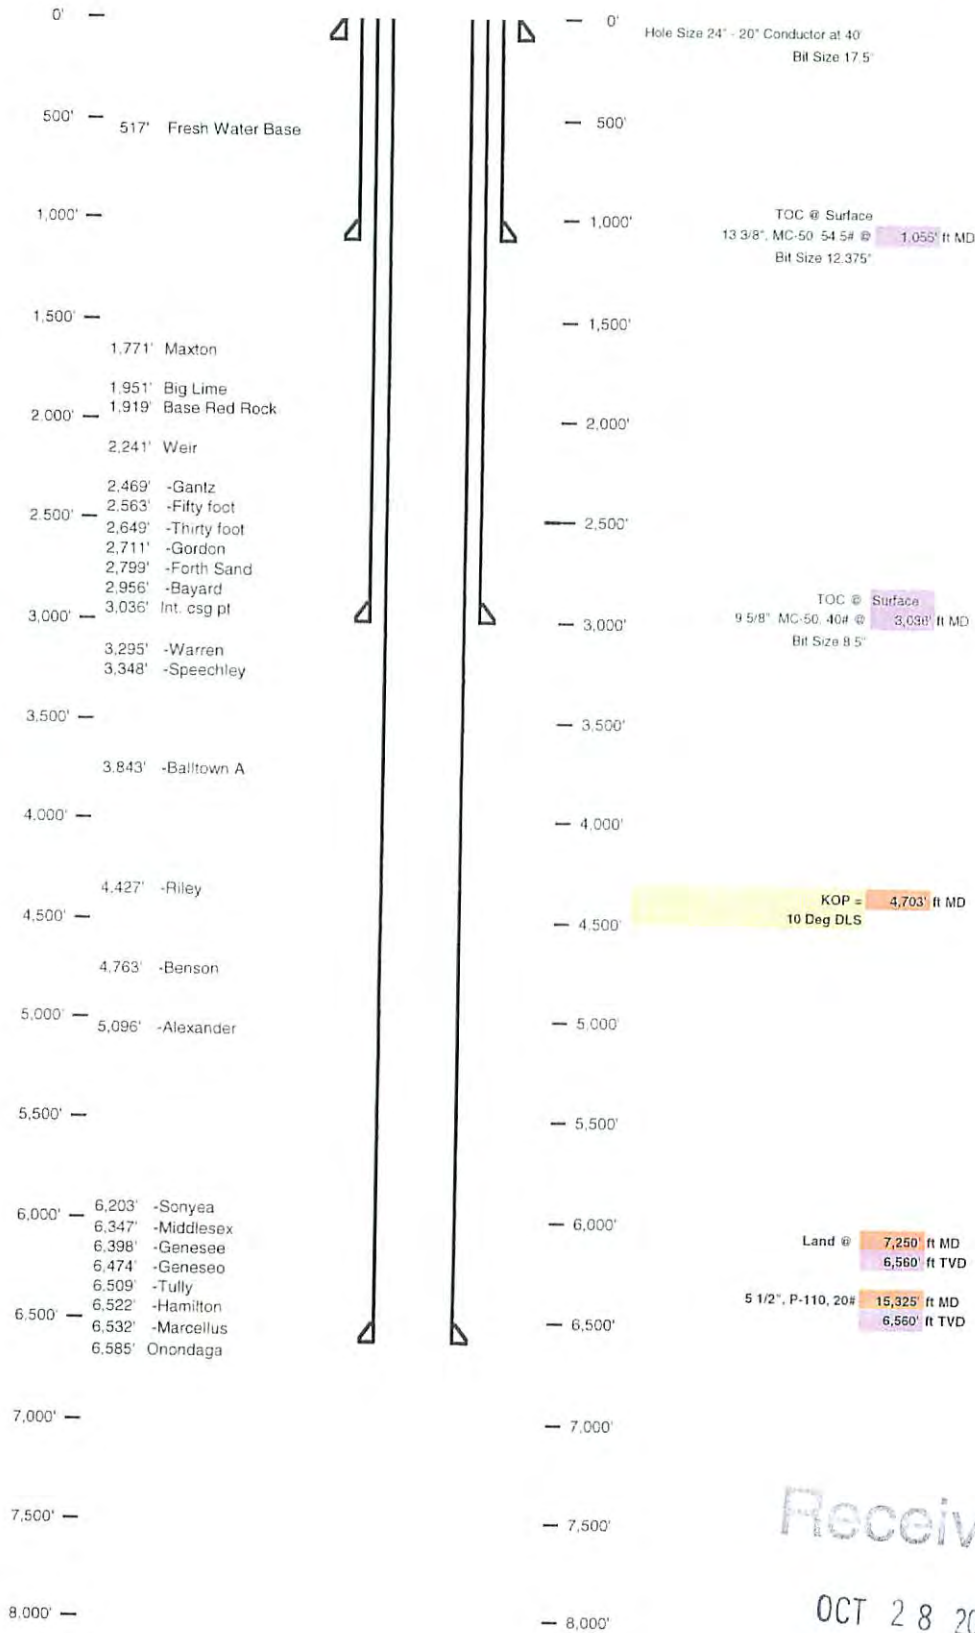 0'
500'
517' Fresh Water Base
1,000'
1,500'
1,771' Maxton
1,951' Big Lime
1,919' Base Red Rock
2,000'
2,241' Weir
2,469' -Gantz
2,563' -Fifty foot
2,500'
2,649' -Thirty foot
2,711' -Gordon
2,799' -Forth Sand
2,956' -Bayard
3,036' Int. csg pt
3,000'
3,295' -Warren
3,348' -Speechley
3,500'
3,843' -Balltown A
4,000'
4,427' -Riley
4,500'
4,763' -Benson
5,000'
5,096' -Alexander
5,500'
6,203' -Sonyea
6,000'
6,347' -Middlesex
6,398' -Genesee
6,474' -Geneseo
6,509' -Tully
6,522' -Hamilton
6,500'
6,532' -Marcellus
6,585' Onondaga
7,000'
7,500'
8,000'
0'
500'
1,000'
1,500'
2,000'
2,500'
3,000'
3,500'
4,000'
4,500'
5,000'
5,500'
6,000'
6,500'
7,000'
7,500'
8,000'
Hole Size 24" - 20" Conductor at 40'
Bit Size 17.5"
TOC @ Surface
13 3/8", MC-50 54.5# @ 1,055' ft MD
Bit Size 12.375"
TOC @ Surface
9 5/8", MC-50, 40# @ 3,036' ft MD
Bit Size 8.5"
KOP = 4,703' ft MD
10 Deg DLS
Land @ 7,250' ft MD
6,560' ft TVD
5 1/2", P-110, 20# 15,325' ft MD
6,560' ft TVD
Receiv
OCT 28 20